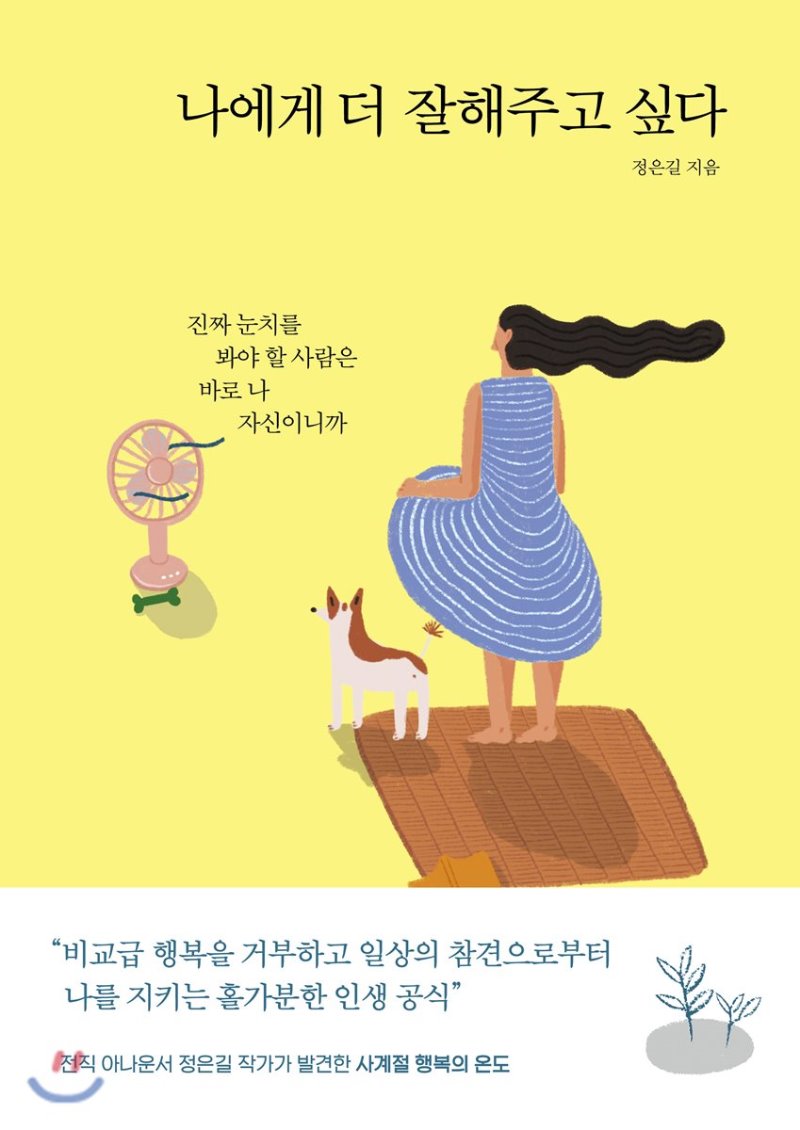 나에게 더 잘해주고 싶다
정은길 지음
진짜 눈치를
봐야 할 사람은
바로 나
자신이니까
“비교급 행복을 거부하고 일상의 참견으로부터
나를 지키는 홀가분한 인생 공식”
전직 아나운서 정은길 작가가 발견한 사계절 행복의 온도